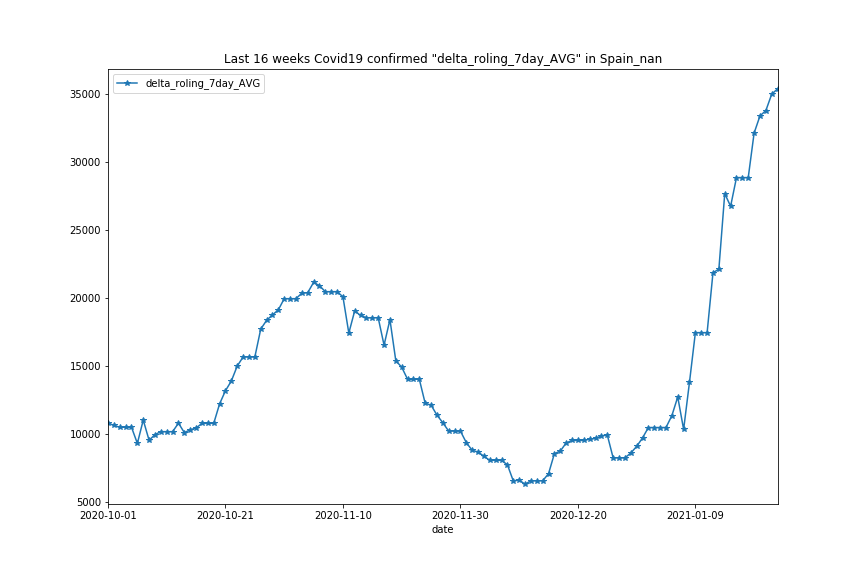 Last 16 weeks Covid19 confirmed "delta_roling_7day_AVG" in Spain_nan
delta_roling_7day_AVG
35000
30000
25000
20000
15000
10000
5000
2020-10-01 2020-10-21 2020-11-10 2020-11-30 2020-12-20 2021-01-09
date